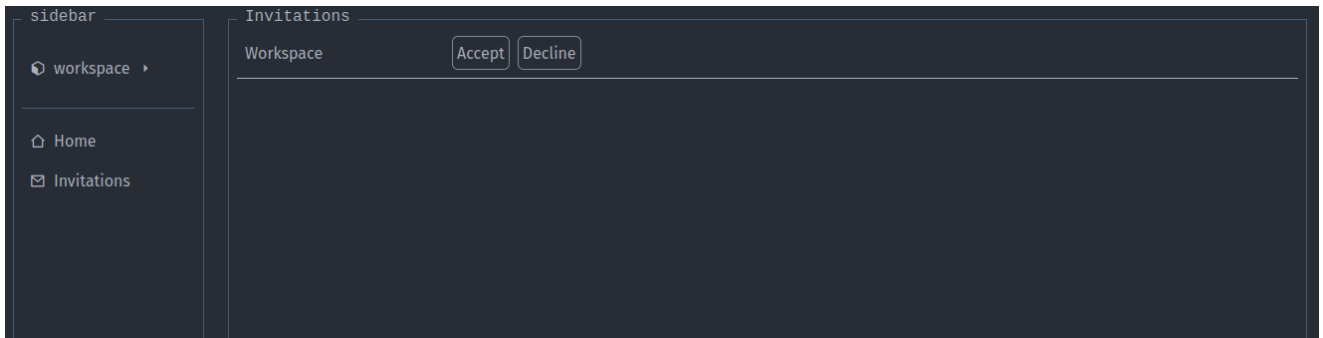 sidebar
workspace
Home
Invitations
Invitations
Workspace Accept Decline